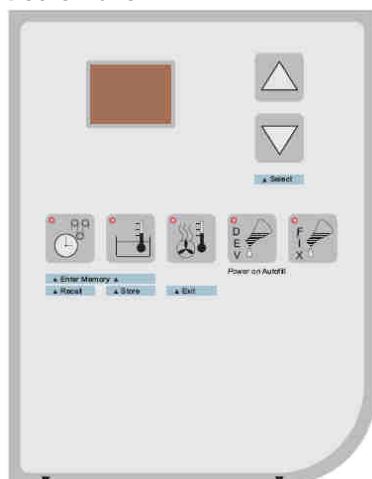 ▲ Select
D
E
V
F
I
X
Power on Autofill
▲ Enter Memory ▲
▲ Recall
▲ Store
▲ Exit